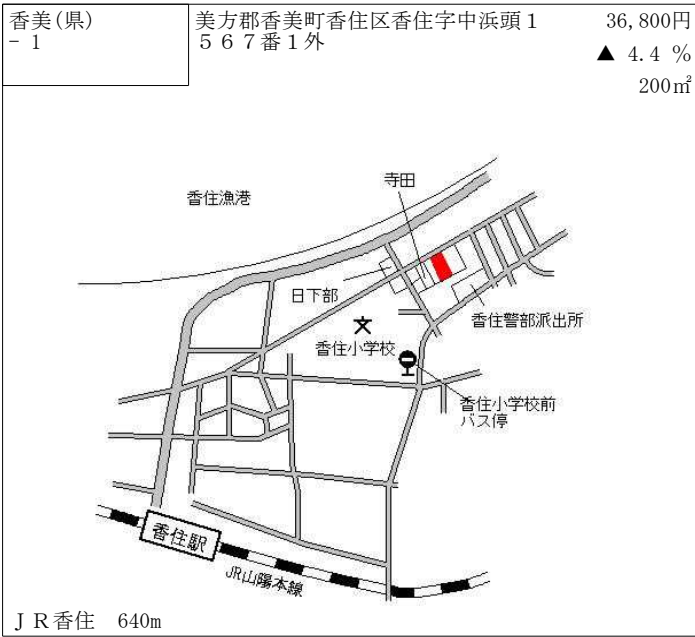 香美(県)
－１
美方郡香美町香住区香住字中浜頭１
５６７番１外
36,800円
▲ 4.4 %
200㎡
寺田
香住漁港
日下部
香住警部派出所
香住小学校
香住小学校前
バス停
香住駅
JR山陽本線
ＪＲ香住 640m